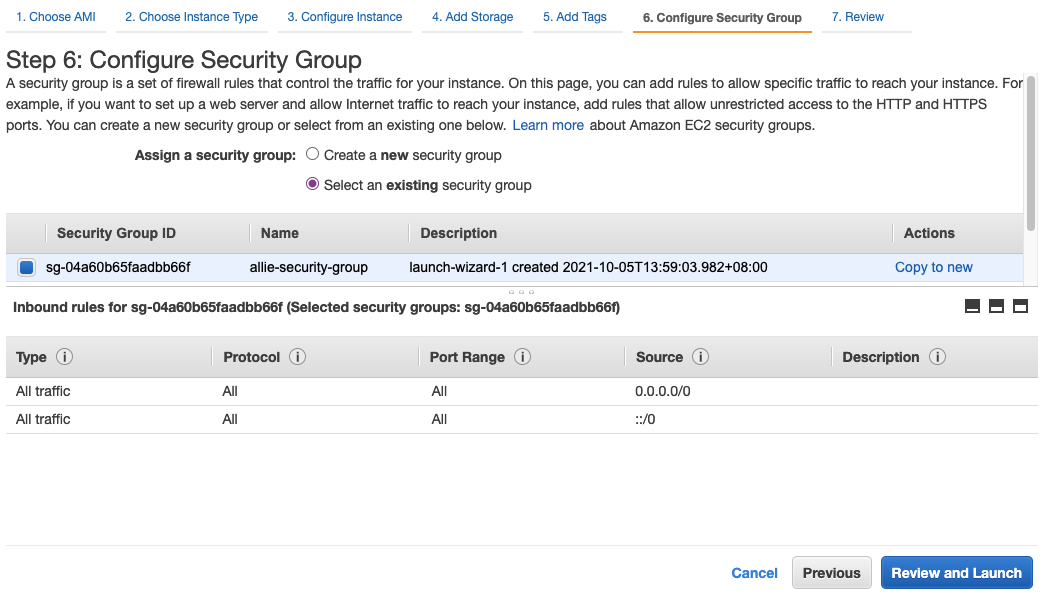 1. Choose AMI 2. Choose Instance Type 3. Configure Instance 4. Add Storage 5. Add Tags 6. Configure Security Group 7. Review
Step 6: Configure Security Group
A security group is a set of firewall rules that control the traffic for your instance. On this page, you can add rules to allow specific traffic to reach your instance. For
example, if you want to set up a web server and allow Internet traffic to reach your instance, add rules that allow unrestricted access to the HTTP and HTTPS
ports. You can create a new security group or select from an existing one below. Learn more about Amazon EC2 security groups.
Assign a security group: Create a new security group
Select an existing security group
Security Group ID Name Description Actions
sg-04a60b65faadbb66f allie-security-group launch-wizard-1 created 2021-10-05T13:59:03.982+08:00 Copy to new
Inbound rules for sg-04a60b65faadbb66f (Selected security groups: sg-04a60b65faadbb66f)
Type i Protocol i Port Range i Source i Description i
All traffic All All 0.0.0.0/0
All traffic All All ::/0
Cancel Previous Review and Launch